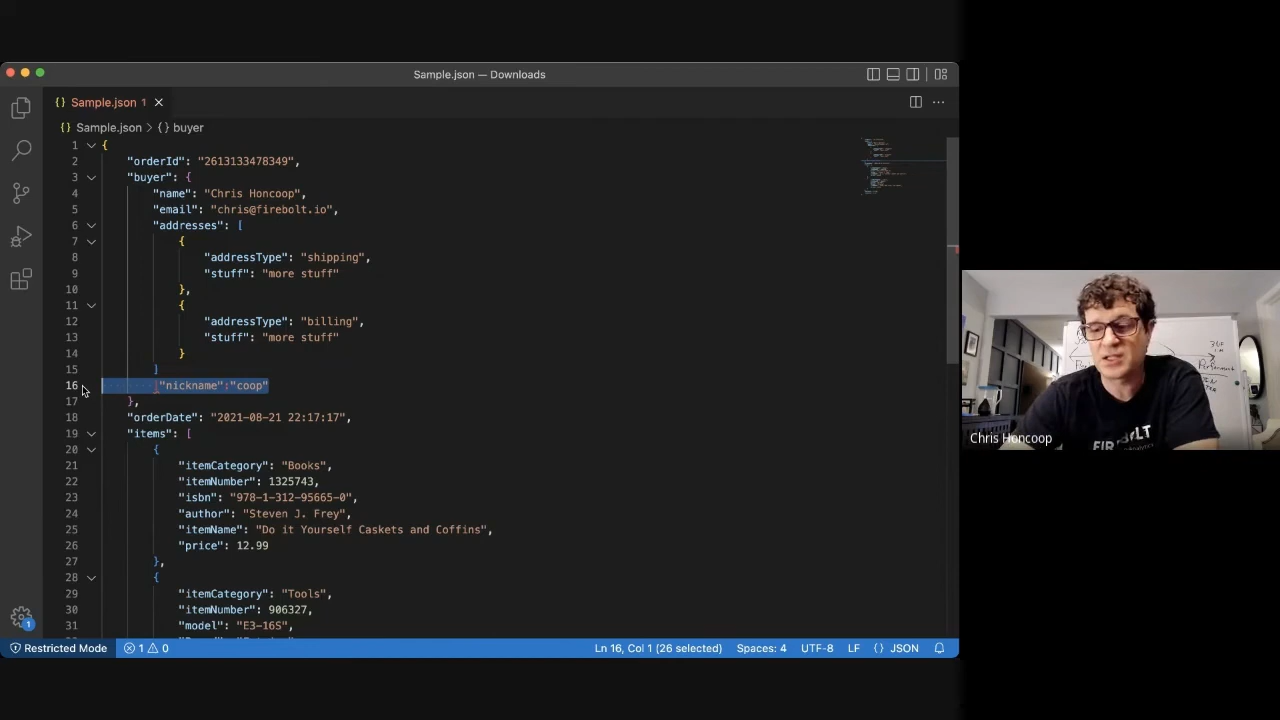 Sample.json — Downloads
{} Sample.json 1 ×
{} Sample.json > {} buyer
1 {
2 "orderId": "2613133478349",
3 "buyer": {
4 "name": "Chris Honcoop",
5 "email": "chris@firebolt.io",
6 "addresses": [
7 {
8 "addressType": "shipping",
9 "stuff": "more stuff"
10 },
11 {
12 "addressType": "billing",
13 "stuff": "more stuff"
14 }
15 ]
16 "nickname":"coop"
17 },
18 "orderDate": "2021-08-21 22:17:17",
19 "items": [
20 {
21 "itemCategory": "Books",
22 "itemNumber": 1325743,
23 "isbn": "978-1-312-95665-0",
24 "author": "Steven J. Frey",
25 "itemName": "Do it Yourself Caskets and Coffins",
26 "price": 12.99
27 },
28 {
29 "itemCategory": "Tools",
30 "itemNumber": 906327,
31 "model": "E3-16S",
1
Restricted Mode 1 0 Ln 16, Col 1 (26 selected) Spaces: 4 UTF-8 LF {} JSON
Chris Honcoop